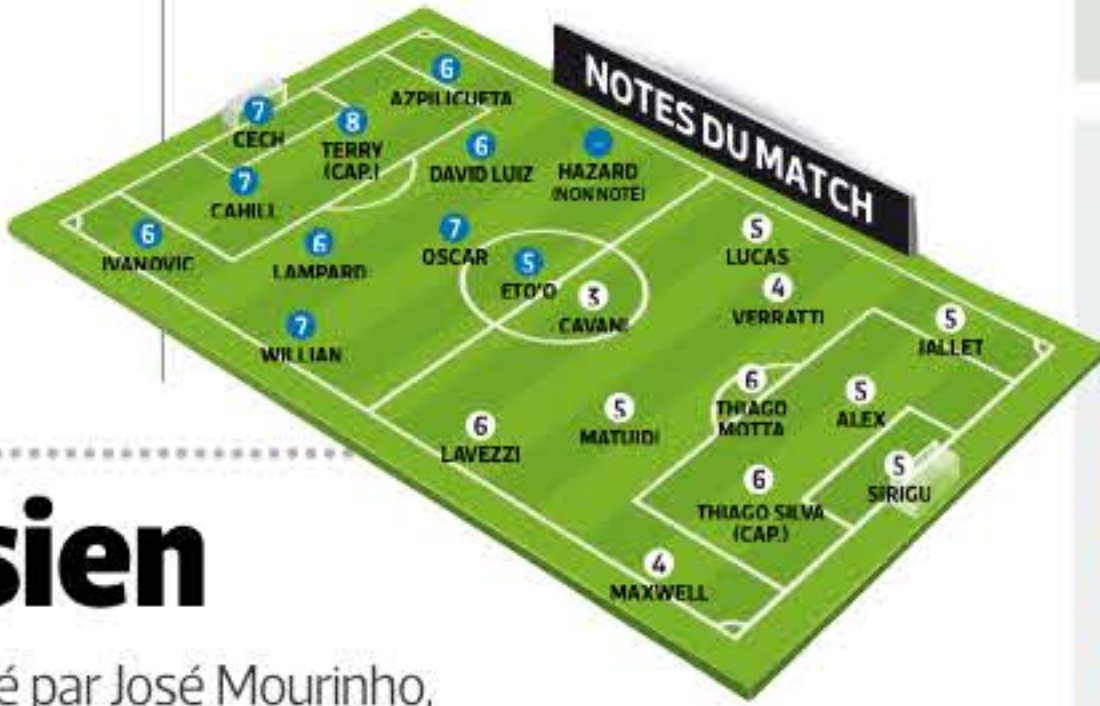 NOTES DU MATCH
6
AZPILICUETA
7
CECH
8
TERRY
(CAP.)
6
DAVID LUIZ
-
HAZARD
(NON NOTÉ)
7
CAHILL
6
IVANOVIC
6
LAMPARD
7
OSCAR
5
ETO'O
7
WILLIAN
3
CAVANI
5
LUCAS
4
VERRATTI
5
JALLET
6
LAVEZZI
5
MATUIDI
6
THIAGO
MOTTA
5
ALEX
6
THIAGO SILVA
(CAP.)
5
SIRIGU
4
MAXWELL
sien
é par José Mourinho,